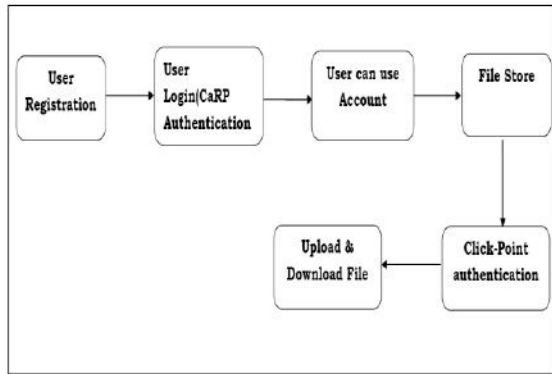 User
Registration
User
Login(CaRP
Authentication
User can use
Account
File Store
Click-Point
authentication
Upload &
Download File